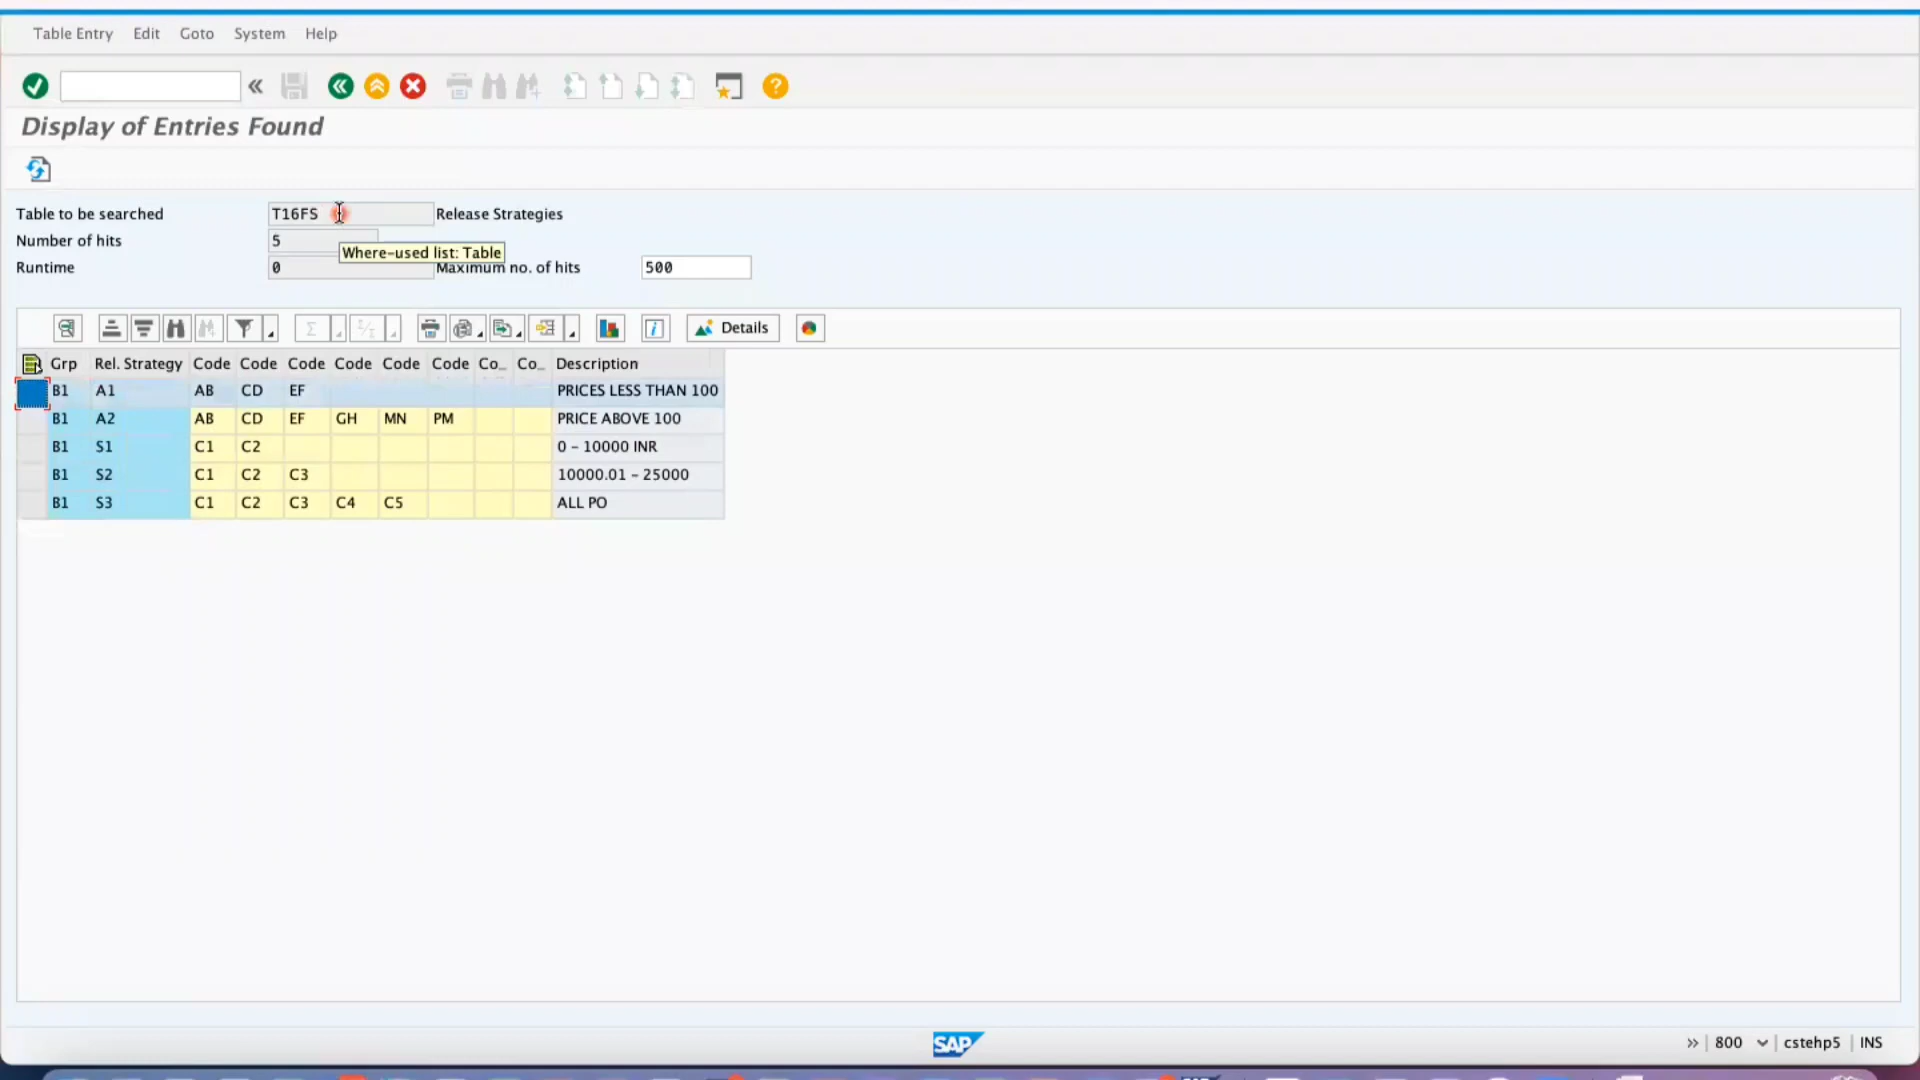 Table Entry Edit Goto System Help
Display of Entries Found
Table to be searched T16FS Release Strategies
Number of hits 5
Where-used list: Table
Runtime 0 Maximum no. of hits 500
Details
Grp Rel. Strategy Code Code Code Code Code Code Co_ Co_ Description
B1 A1 AB CD EF PRICES LESS THAN 100
B1 A2 AB CD EF GH MN PM PRICE ABOVE 100
B1 S1 C1 C2 0 - 10000 INR
B1 S2 C1 C2 C3 10000.01 - 25000
B1 S3 C1 C2 C3 C4 C5 ALL PO
SAP
800 cstehp5 INS